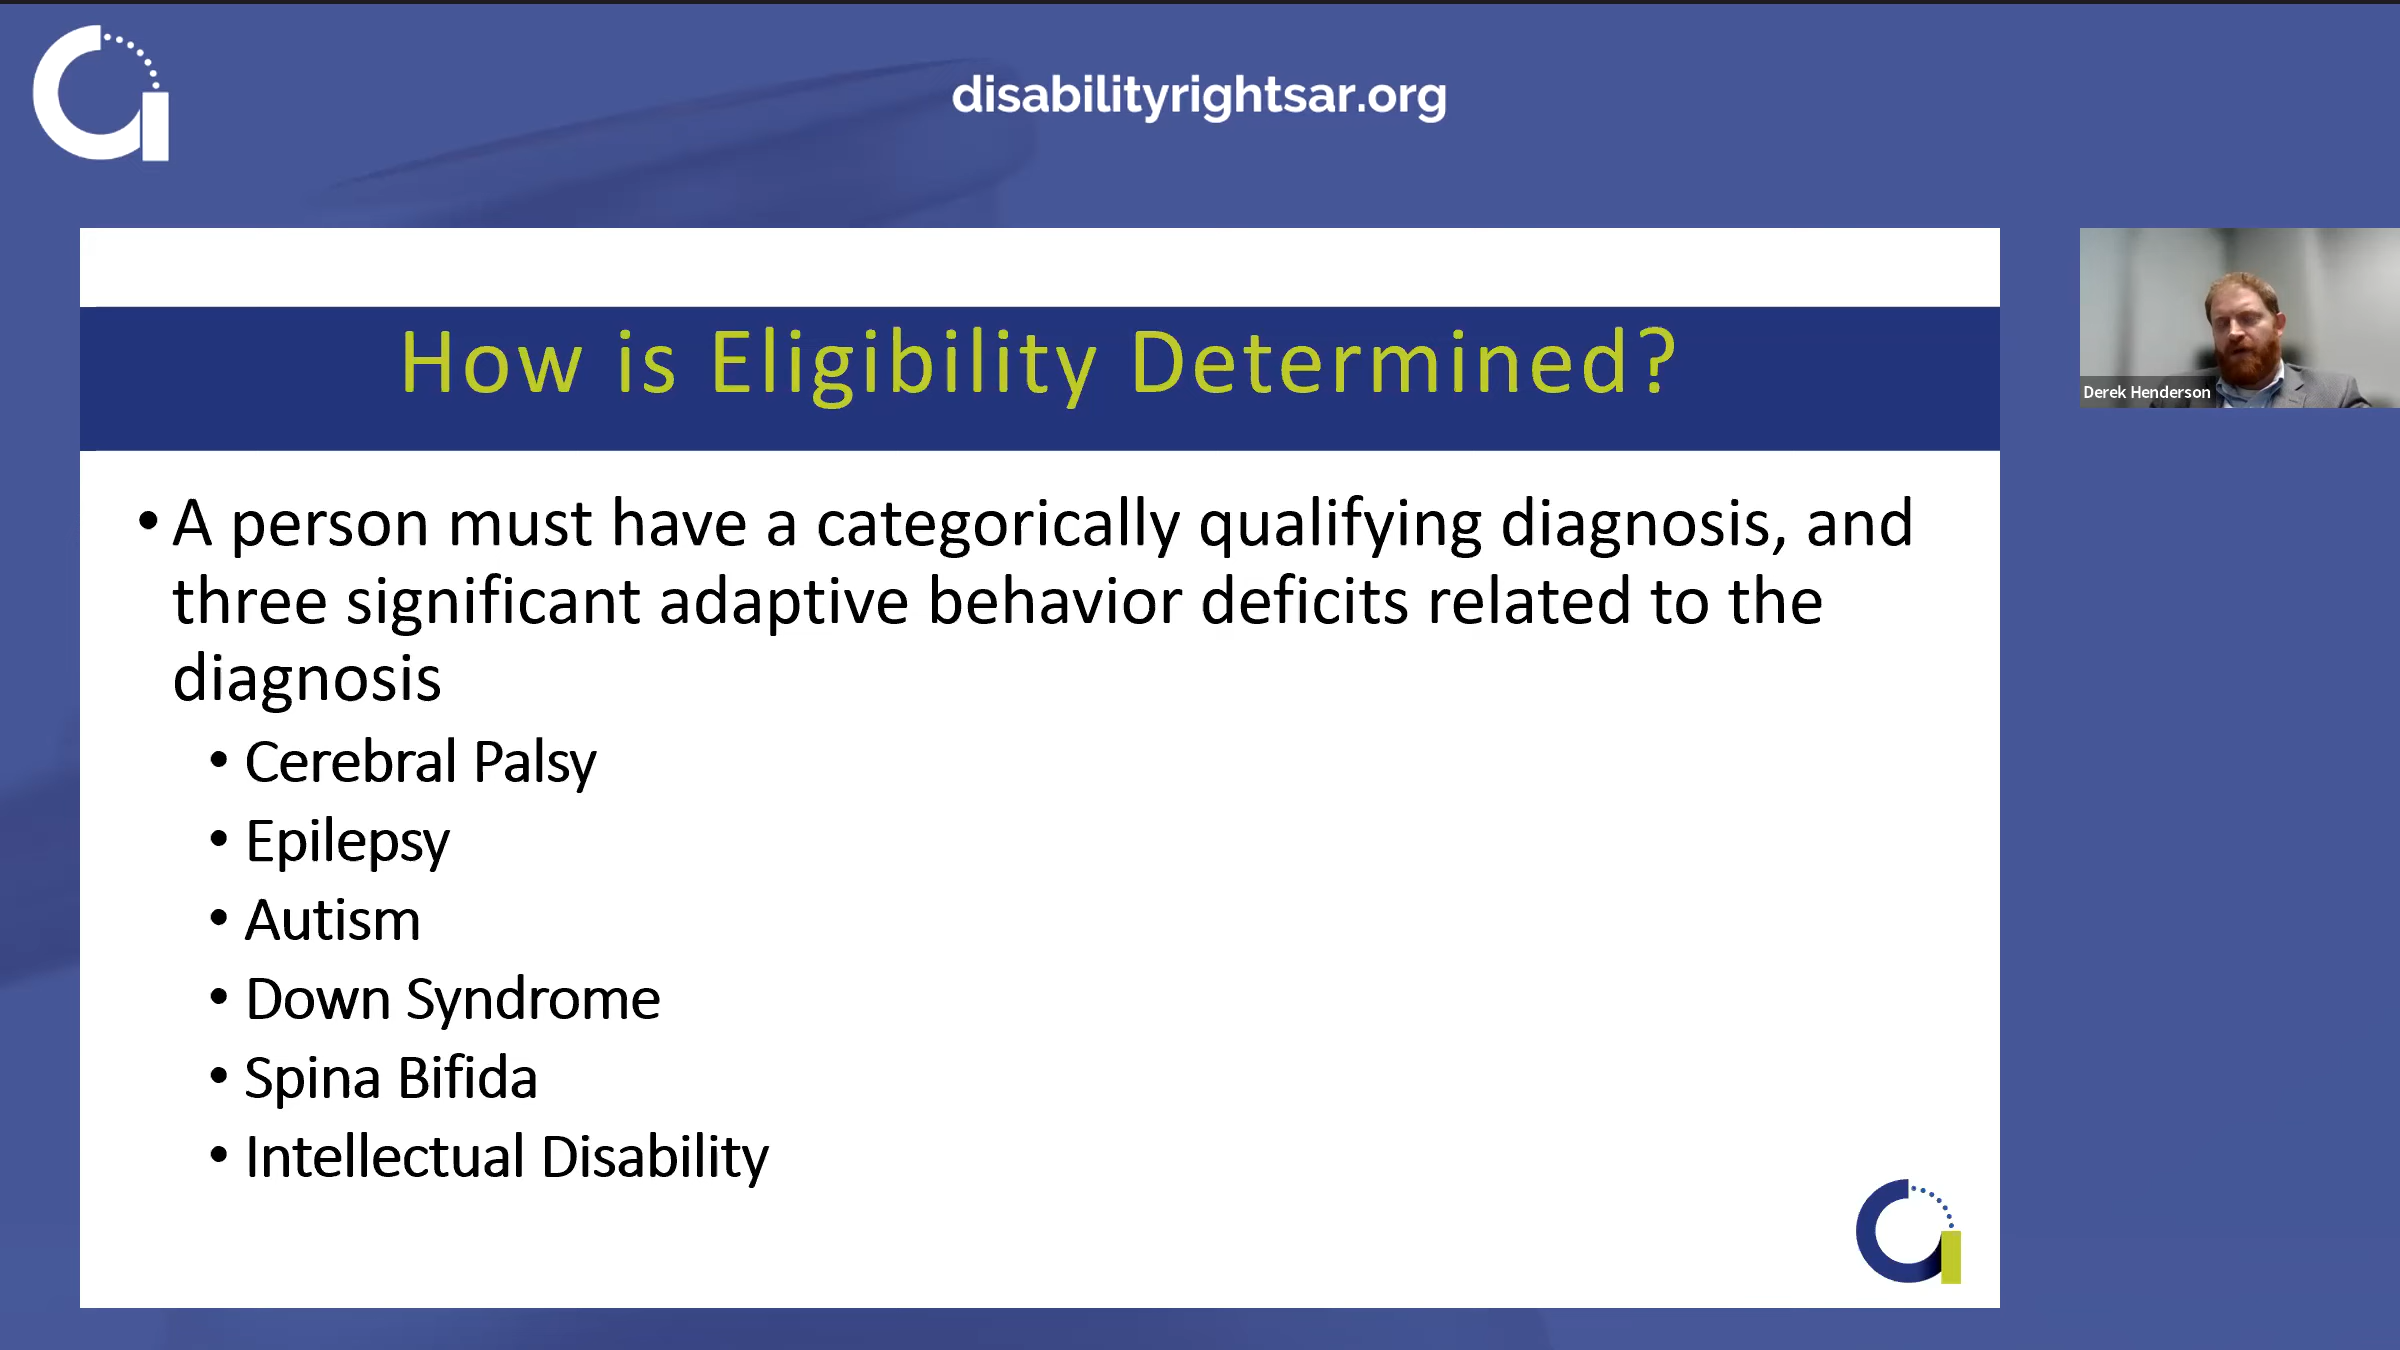 disabilityrightsar.org
How is Eligibility Determined?
• A person must have a categorically qualifying diagnosis, and
three significant adaptive behavior deficits related to the
diagnosis
• Cerebral Palsy
• Epilepsy
• Autism
• Down Syndrome
• Spina Bifida
• Intellectual Disability
Derek Henderson